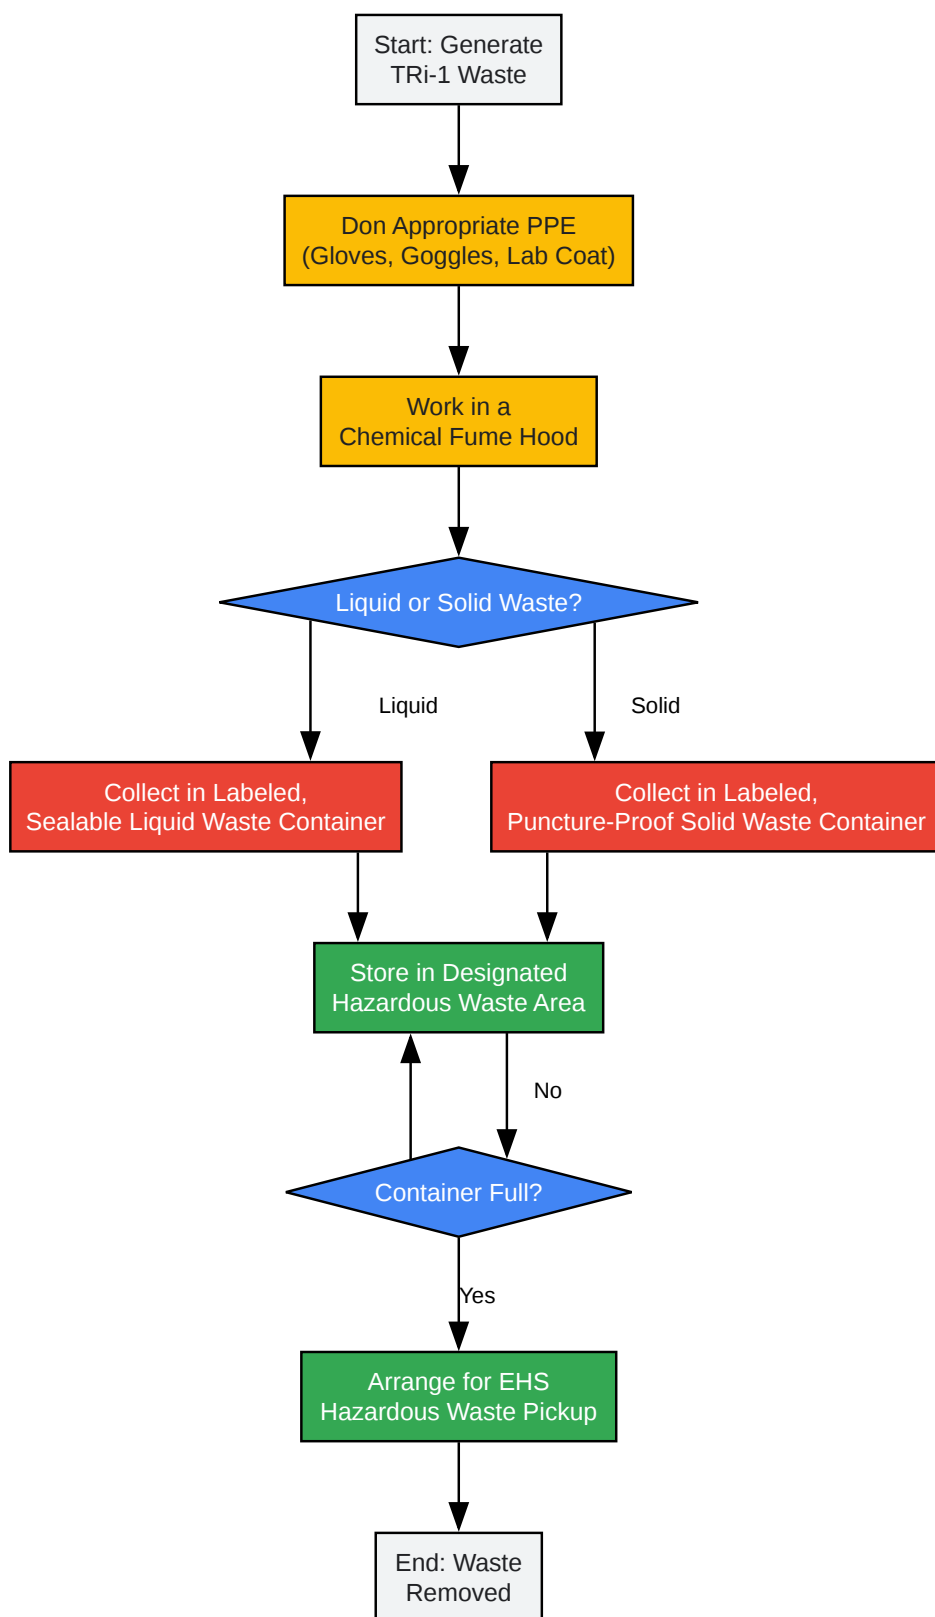 Start: Generate
TRi-1 Waste
Don Appropriate PPE
(Gloves, Goggles, Lab Coat)
Work in a
Chemical Fume Hood
Liquid or Solid Waste?
Liquid
Solid
Collect in Labeled,
Sealable Liquid Waste Container
Collect in Labeled,
Puncture-Proof Solid Waste Container
Store in Designated
Hazardous Waste Area
No
Container Full?
Yes
Arrange for EHS
Hazardous Waste Pickup
End: Waste
Removed